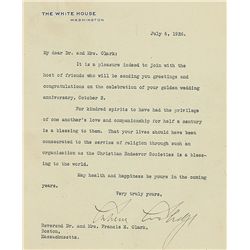 THE WHITE HOUSE
WASHINGTON
July 6, 1926.
My dear Dr. and Mrs. Clark:
It is a pleasure indeed to join with the
host of friends who will be sending you greetings and
congratulations on the celebration of your golden wedding
anniversary, October 3.
For kindred spirits to have had the privilege
of one another's love and companionship for half a century
is a blessing to them. That your lives should have been
consecrated to the service of religion through such an
organization as the Christian Endeavor Societies is a bless-
ing to the world.
May health and happiness be yours in the coming
years.
Very truly yours,
Calvin Coolidge
Reverend Dr. and Mrs. Francis E. Clark,
Boston,
Massachusetts.